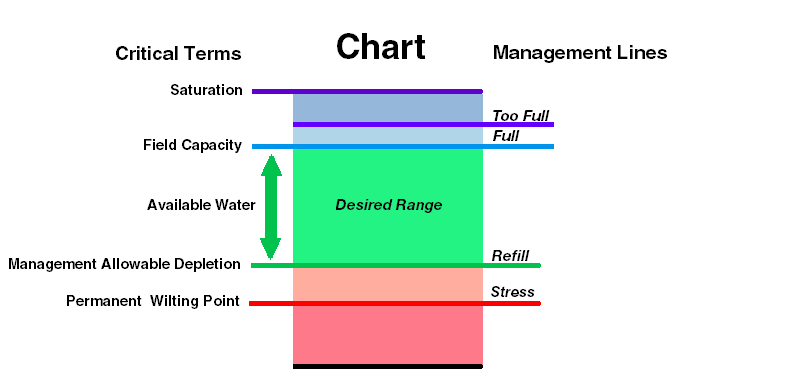 Chart
Critical Terms
Management Lines
Saturation
Too Full
Full
Field Capacity
Available Water
Desired Range
Refill
Management Allowable Depletion
Stress
Permanent Wilting Point